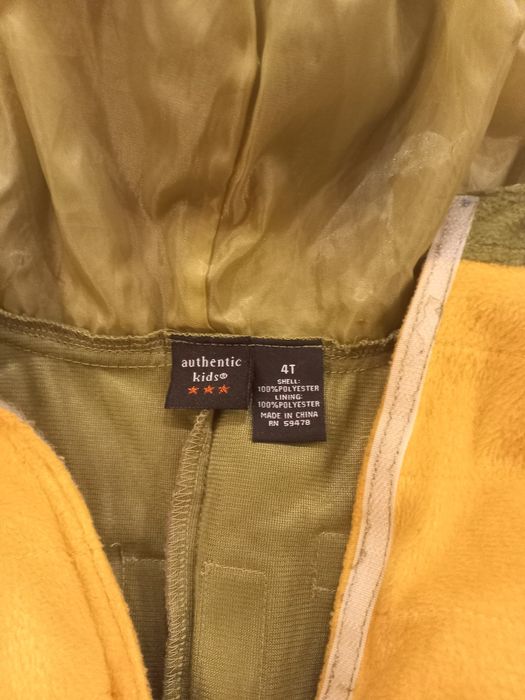 authentic
kids®
4T
SHELL:
100%POLYESTER
LINING:
100%POLYESTER
MADE IN CHINA
RN 59478